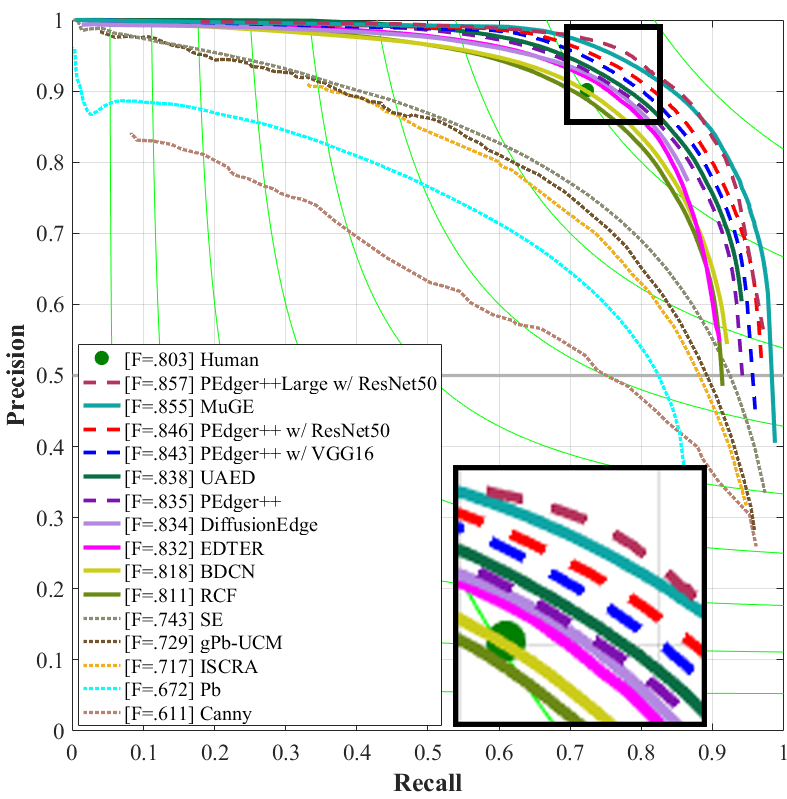 1
0.9
0.8
0.7
0.6
0.5
0.4
0.3
0.2
0.1
0
Precision
[F=.803] Human
[F=.857] PEdger++Large w/ ResNet50
[F=.855] MuGE
[F=.846] PEdger++ w/ ResNet50
[F=.843] PEdger++ w/ VGG16
[F=.838] UAED
[F=.835] PEdger++
[F=.834] DiffusionEdge
[F=.832] EDTER
[F=.818] BDCN
[F=.811] RCF
[F=.743] SE
[F=.729] gPb-UCM
[F=.717] ISCRA
[F=.672] Pb
[F=.611] Canny
0 0.1 0.2 0.3 0.4 0.5 0.6 0.7 0.8 0.9 1
Recall